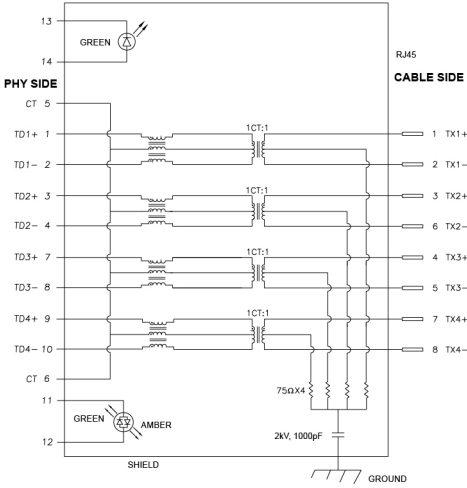 13
GREEN
14
RJ45
PHY SIDE
CABLE SIDE
CT 5
1CT:1
TD1+ 1
1 TX1+
TD1- 2
2 TX1-
1CT:1
TD2+ 3
3 TX2+
TD2- 4
6 TX2-
1CT:1
TD3+ 7
4 TX3+
TD3- 8
5 TX3-
1CT:1
TD4+ 9
7 TX4+
TD4- 10
8 TX4-
CT 6
75ΩX4
11
GREEN
AMBER
2kV, 1000pF
12
SHIELD
GROUND